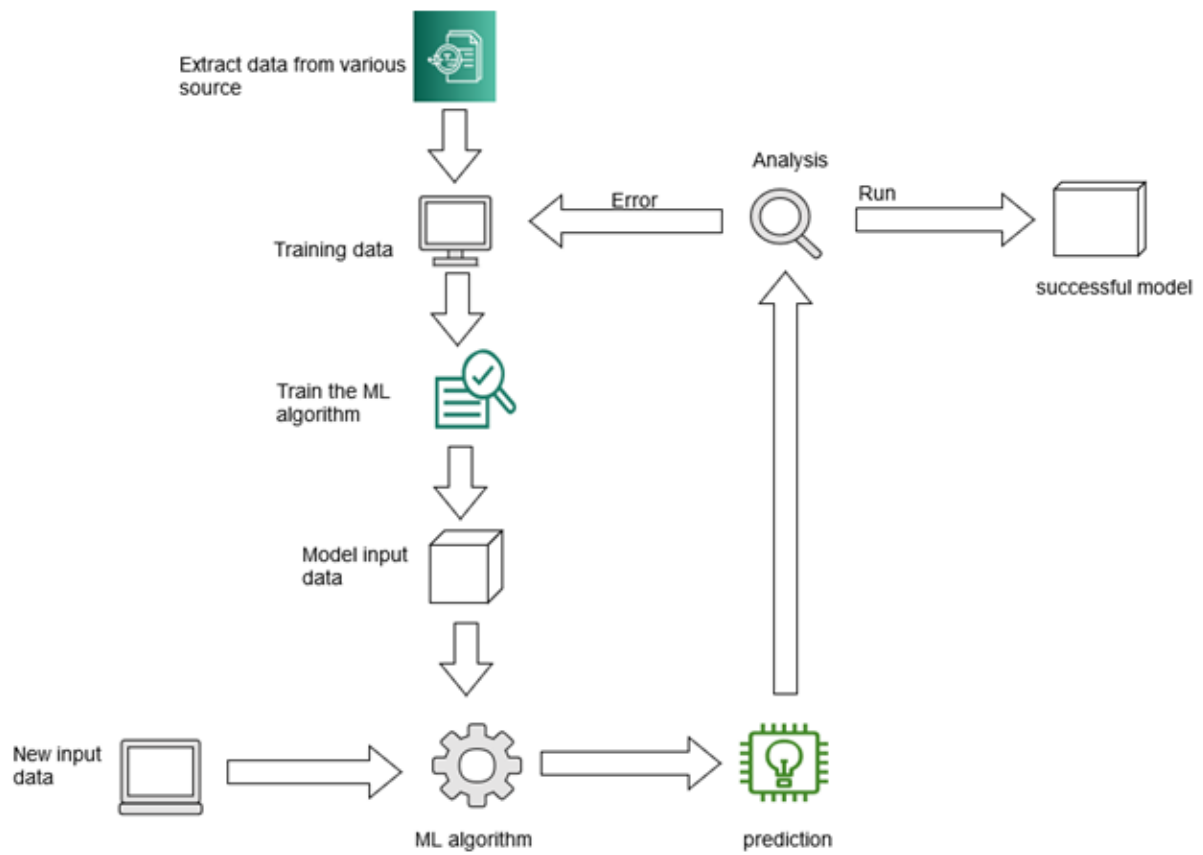 Extract data from various
source
Analysis
Error
Run
Training data
successful model
Train the ML
algorithm
Model input
data
New input
data
ML algorithm
prediction